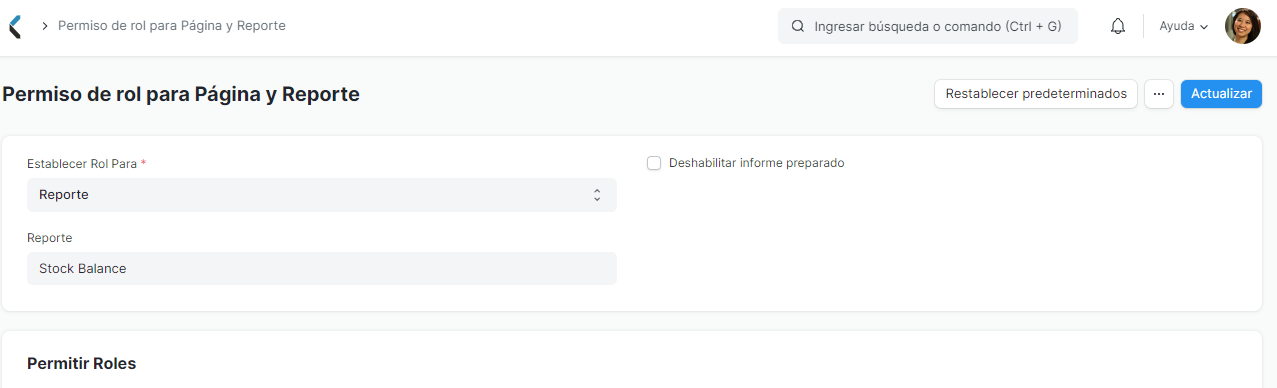 Permiso de rol para Página y Reporte
Ingresar búsqueda o comando (Ctrl + G)
Ayuda
Permiso de rol para Página y Reporte
Restablecer predeterminados
···
Actualizar
Establecer Rol Para *
Deshabilitar informe preparado
Reporte
Reporte
Stock Balance
Permitir Roles